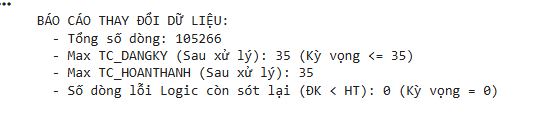 BÁO CÁO THAY ĐỔI DỮ LIỆU:
- Tổng số dòng: 105266
- Max TC_DANGKY (Sau xử lý): 35 (Kỳ vọng <= 35)
- Max TC_HOANTHANH (Sau xử lý): 35
- Số dòng lỗi Logic còn sót lại (ĐK < HT): 0 (Kỳ vọng = 0)